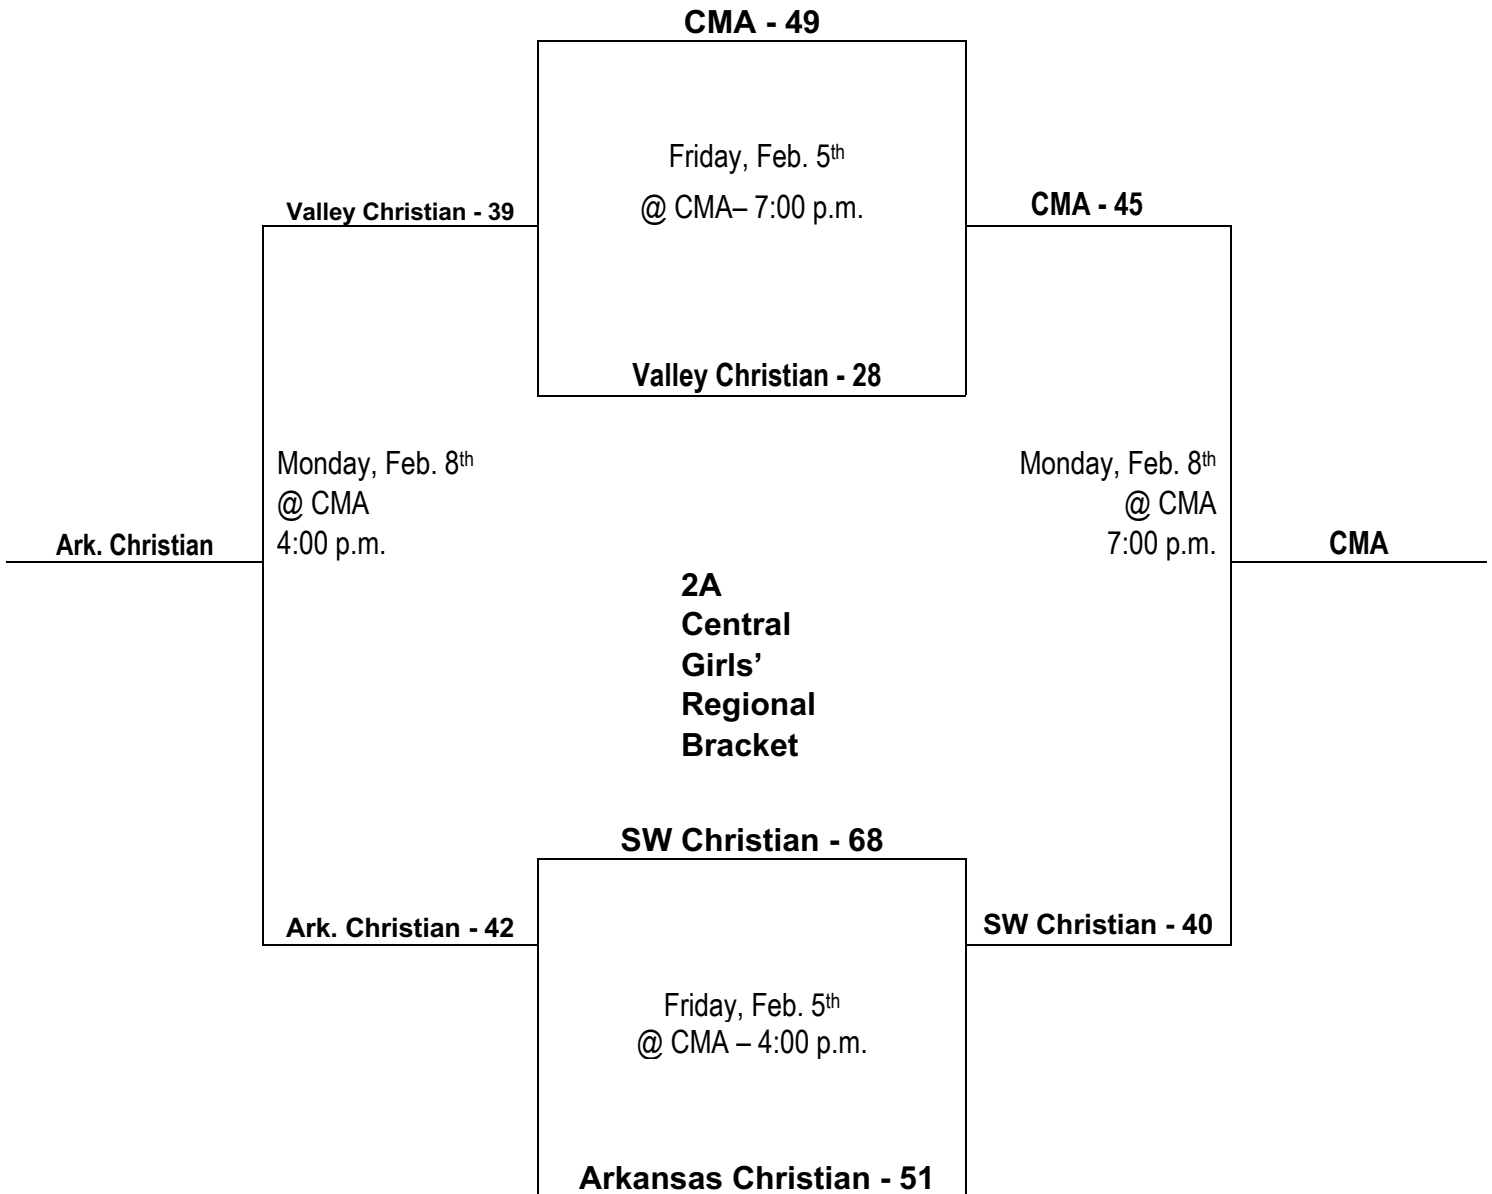 CMA - 49
Friday, Feb. 5th
@ CMA– 7:00 p.m.
Valley Christian - 39
CMA - 45
Valley Christian - 28
Monday, Feb. 8th
@ CMA
4:00 p.m.
Monday, Feb. 8th
@ CMA
7:00 p.m.
Ark. Christian
CMA
2A
Central
Girls’
Regional
Bracket
SW Christian - 68
Ark. Christian - 42
SW Christian - 40
Friday, Feb. 5th
@ CMA – 4:00 p.m.
Arkansas Christian - 51